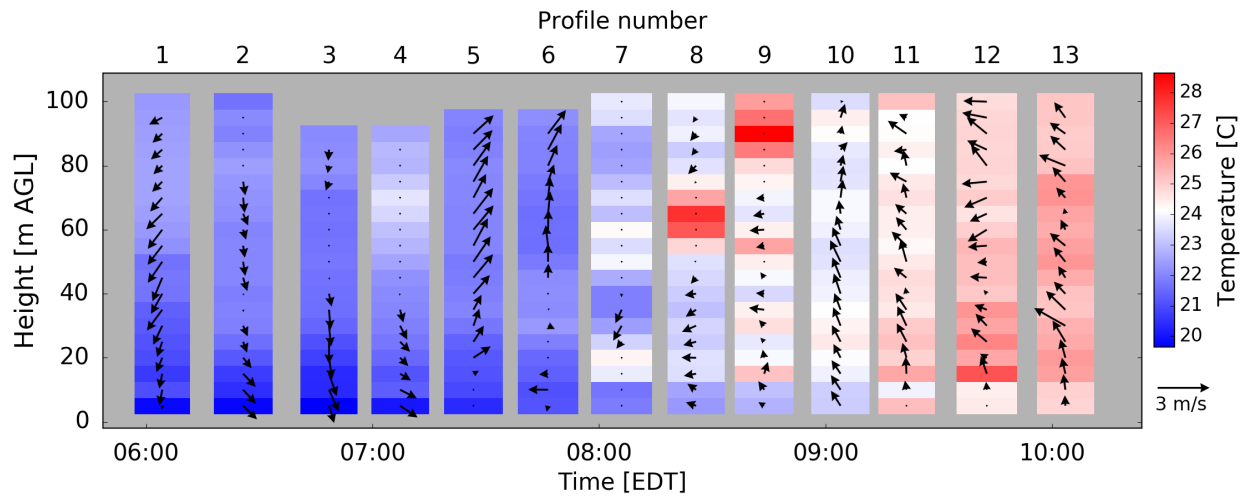 Profile number
1 2 3 4 5 6 7 8 9 10 11 12 13
100
80
60
40
20
0
Height [m AGL]
06:00 07:00 08:00 09:00 10:00
Time [EDT]
28
27
26
25
24
23
22
21
20
Temperature [C]
3 m/s